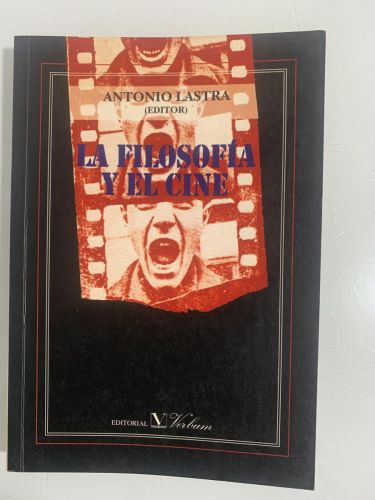 ANTONIO LASTRA
(EDITOR)
LA FILOSOFÍA
Y EL CINE
EDITORIAL V Verbum